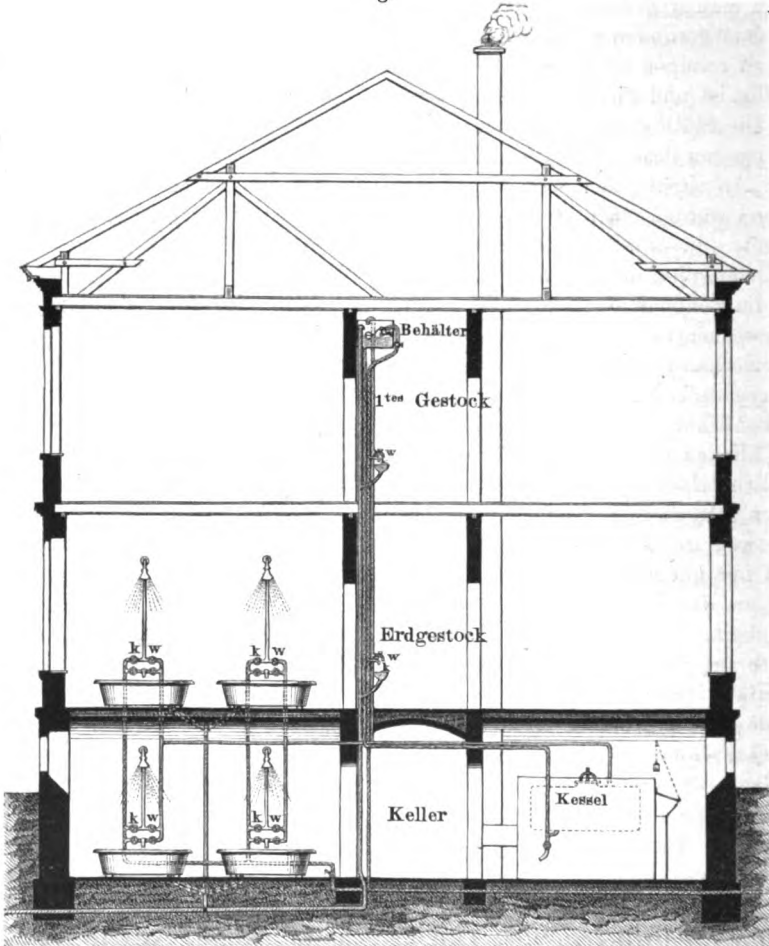 Behälter
1tes Gestock
w
Erdgestock
w
k w
k w
k w
k w
Keller
Kessel